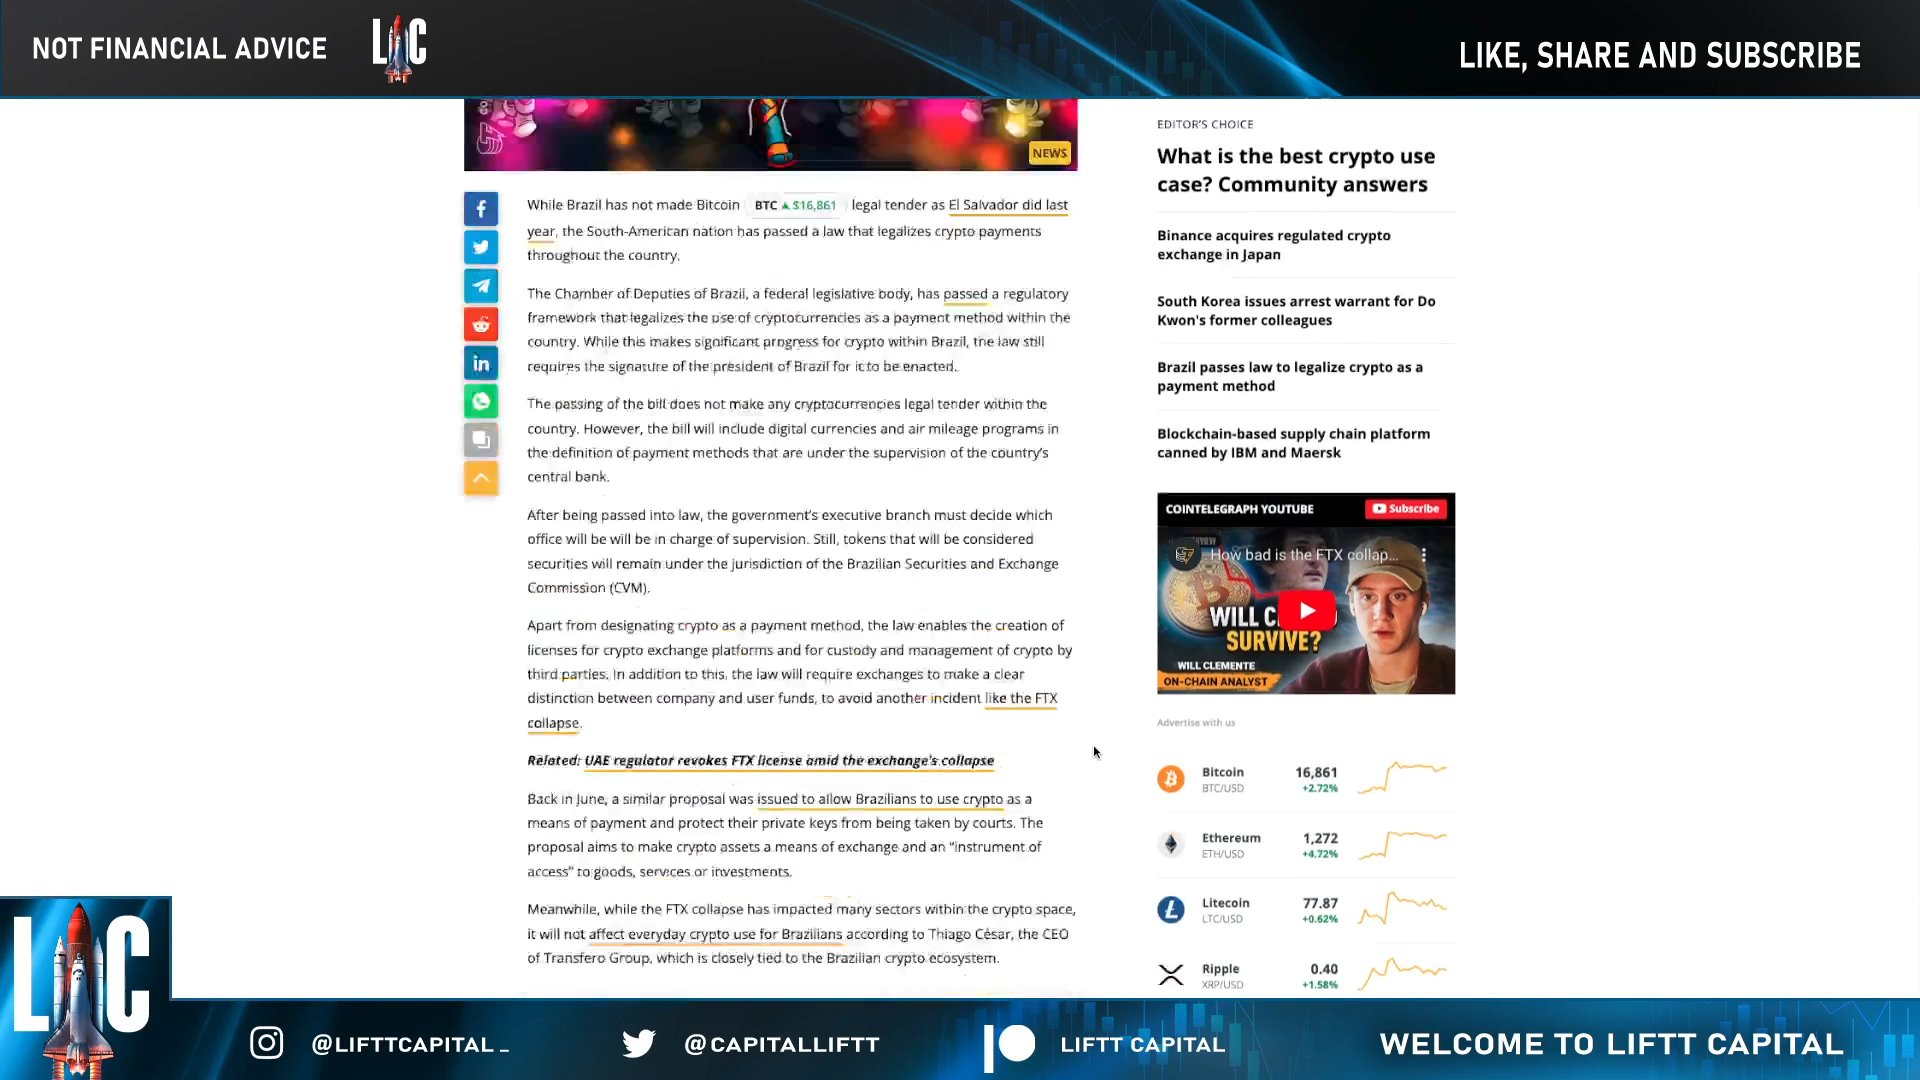 NOT FINANCIAL ADVICE
LC
LIKE, SHARE AND SUBSCRIBE
NEWS
While Brazil has not made Bitcoin BTC ▲ $16,861 legal tender as El Salvador did last
year, the South-American nation has passed a law that legalizes crypto payments
throughout the country.
The Chamber of Deputies of Brazil, a federal legislative body, has passed a regulatory
framework that legalizes the use of cryptocurrencies as a payment method within the
country. While this makes significant progress for crypto within Brazil, the law still
requires the signature of the president of Brazil for it to be enacted.
The passing of the bill does not make any cryptocurrencies legal tender within the
country. However, the bill will include digital currencies and air mileage programs in
the definition of payment methods that are under the supervision of the country's
central bank.
After being passed into law, the government's executive branch must decide which
office will be will be in charge of supervision. Still, tokens that will be considered
securities will remain under the jurisdiction of the Brazilian Securities and Exchange
Commission (CVM).
Apart from designating crypto as a payment method, the law enables the creation of
licenses for crypto exchange platforms and for custody and management of crypto by
third parties. In addition to this, the law will require exchanges to make a clear
distinction between company and user funds, to avoid another incident like the FTX
collapse.
Related: UAE regulator revokes FTX license amid the exchange's collapse
Back in June, a similar proposal was issued to allow Brazilians to use crypto as a
means of payment and protect their private keys from being taken by courts. The
proposal aims to make crypto assets a means of exchange and an "instrument of
access" to goods, services or investments.
Meanwhile, while the FTX collapse has impacted many sectors within the crypto space,
it will not affect everyday crypto use for Brazilians according to Thiago César, the CEO
of Transfero Group, which is closely tied to the Brazilian crypto ecosystem.
EDITOR'S CHOICE
What is the best crypto use
case? Community answers
Binance acquires regulated crypto
exchange in Japan
South Korea issues arrest warrant for Do
Kwon's former colleagues
Brazil passes law to legalize crypto as a
payment method
Blockchain-based supply chain platform
canned by IBM and Maersk
COINTELEGRAPH YOUTUBE
Subscribe
How bad is the FTX collap...
WILL C
SURVIVE?
WILL CLEMENTE
ON-CHAIN ANALYST
Advertise with us
Bitcoin 16,861
BTC/USD +2.72%
Ethereum 1,272
ETH/USD +4.72%
Litecoin 77.87
LTC/USD +0.62%
Ripple 0.40
XRP/USD +1.58%
LC
@LIFTTCAPITAL_
@CAPITALLIFTT
LIFTT CAPITAL
WELCOME TO LIFTT CAPITAL